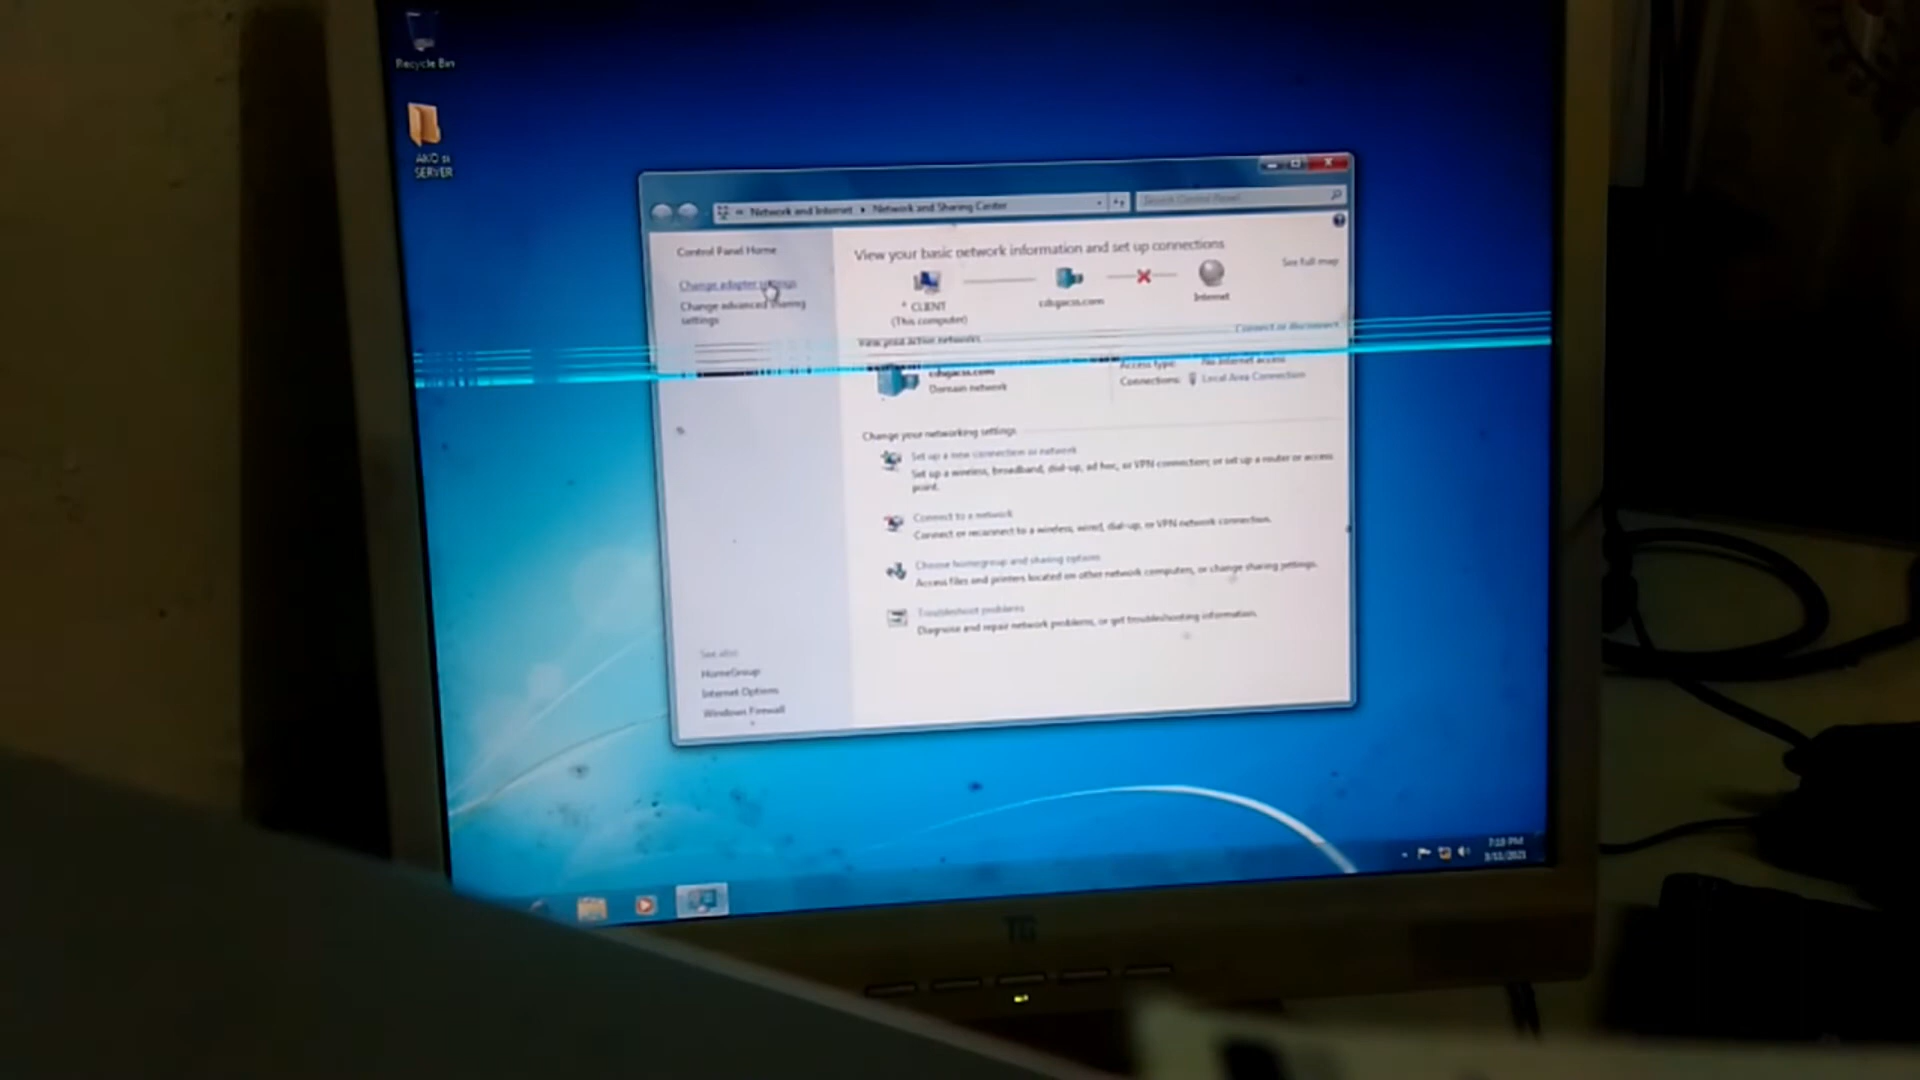 Recycle Bin
AKO si
SERVER
Network and Internet
Network and Sharing Center
Search Control Panel
Control Panel Home
Change adapter settings
Change advanced sharing
settings
View your basic network information and set up connections
See full map
CLIENT
(This computer)
Internet
View your active networks
Connect or disconnect
Domain network
Access type:
No Internet access
Connections:
Local Area Connection
Change your networking settings
Set up a new connection or network
Set up a wireless, broadband, dial-up, ad hoc, or VPN connection; or set up a router or access
point.
Connect to a network
Connect or reconnect to a wireless, wired, dial-up, or VPN network connection.
Choose homegroup and sharing options
Access files and printers located on other network computers, or change sharing settings.
Troubleshoot problems
Diagnose and repair network problems, or get troubleshooting information.
See also
HomeGroup
Internet Options
Windows Firewall
TG